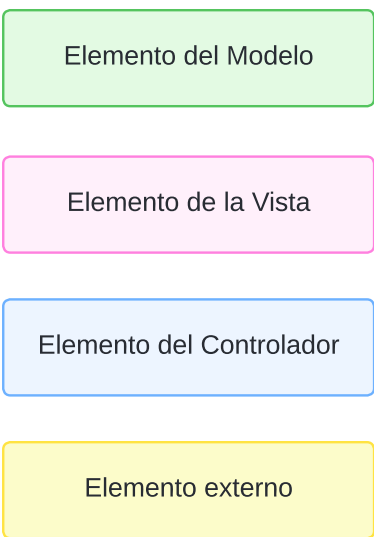 Elemento del Modelo
Elemento de la Vista
Elemento del Controlador
Elemento externo